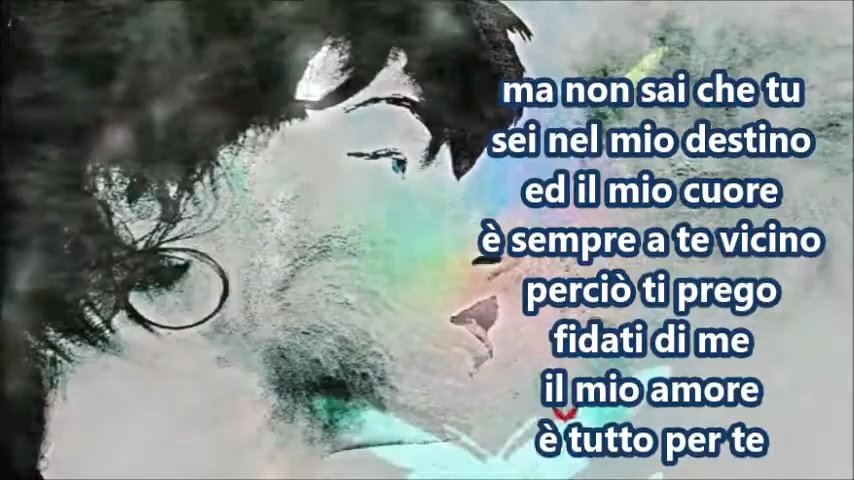 ma non sai che tu
sei nel mio destino
ed il mio cuore
è sempre a te vicino
perciò ti prego
fidati di me
il mio amore
è tutto per te